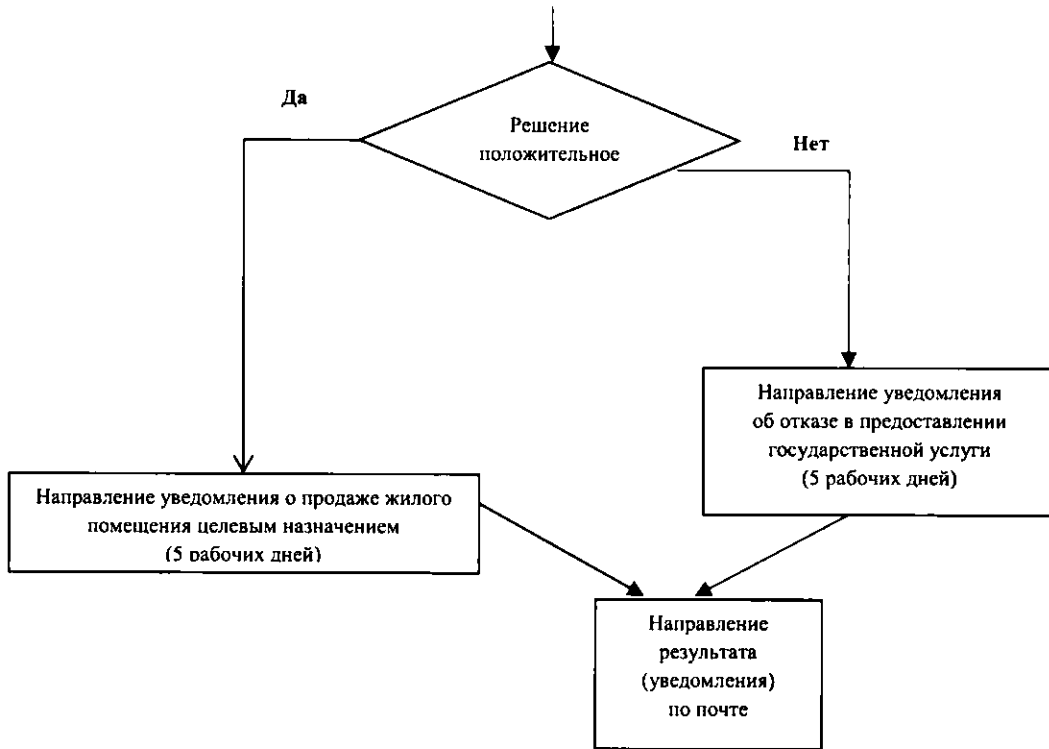 Да
Решение
положительное
Нет
Направление уведомления
об отказе в предоставлении
государственной услуги
(5 рабочих дней)
Направление уведомления о продаже жилого
помещения целевым назначением
(5 рабочих дней)
Направление
результата
(уведомления)
по почте